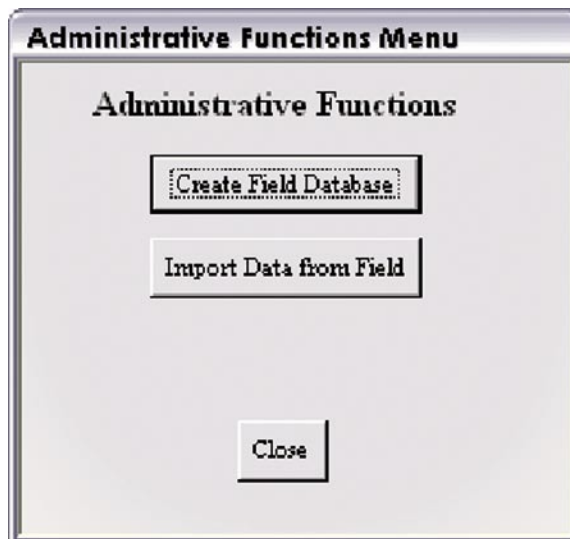 Administrative Functions Menu
Administrative Functions
Create Field Database
Import Data from Field
Close